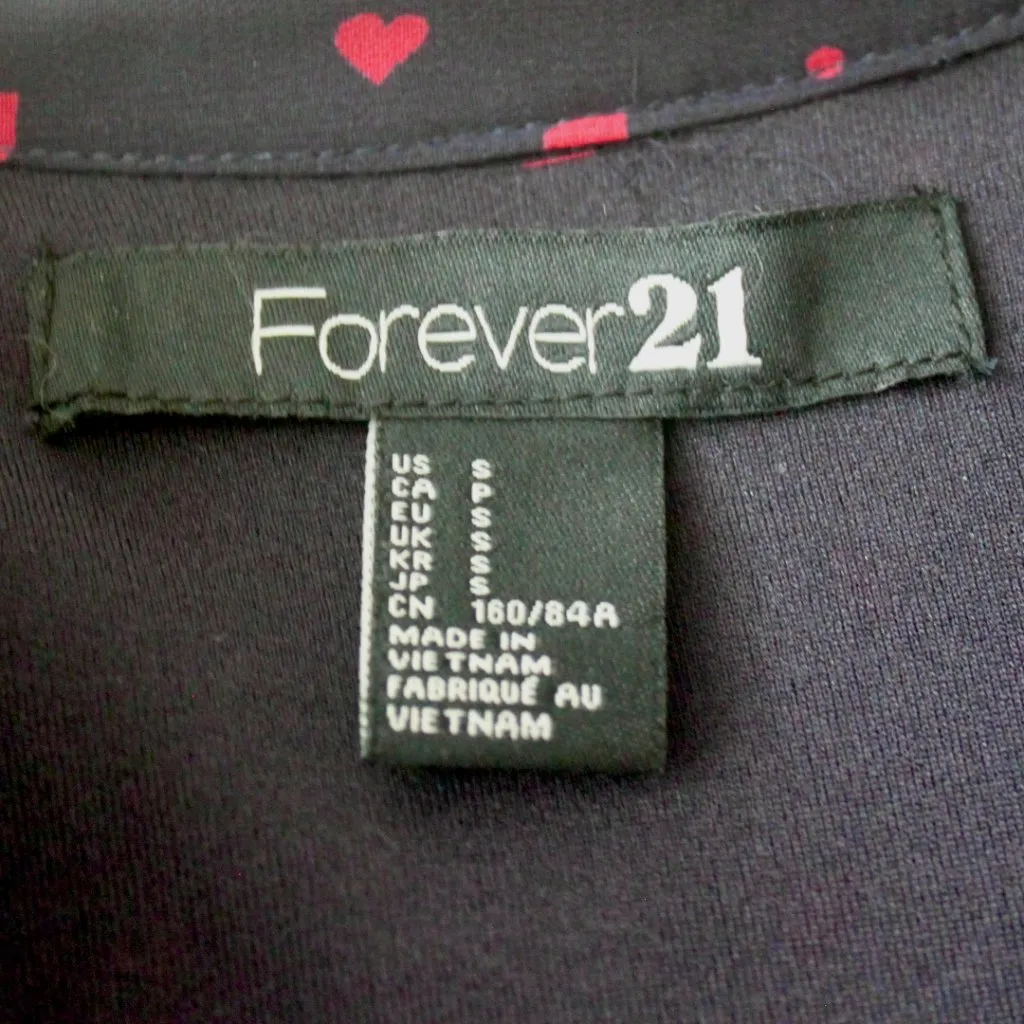 Forever21
US S
CA P
EU S
UK S
KR S
JP S
CN 160/84A
MADE IN
VIETNAM
FABRIQUÉ AU
VIETNAM